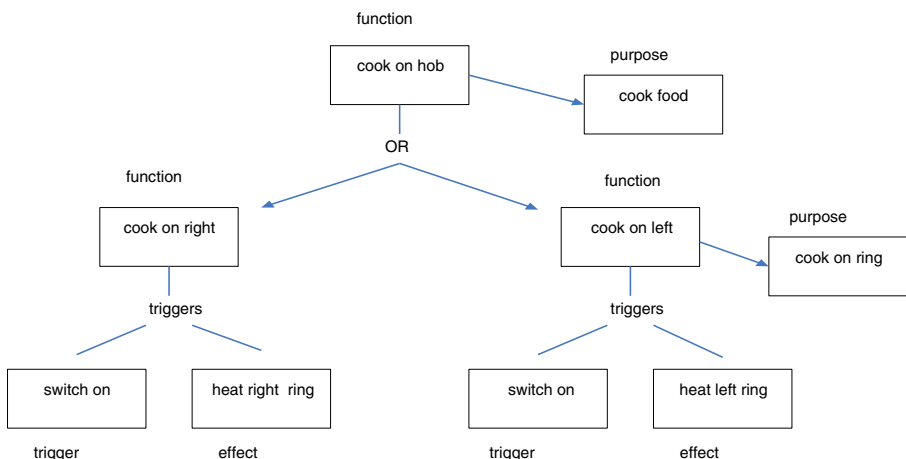 function
cook on hob
purpose
cook food
OR
function
cook on right
function
cook on left
purpose
cook on ring
triggers
triggers
switch on
heat right ring
switch on
heat left ring
trigger
effect
trigger
effect